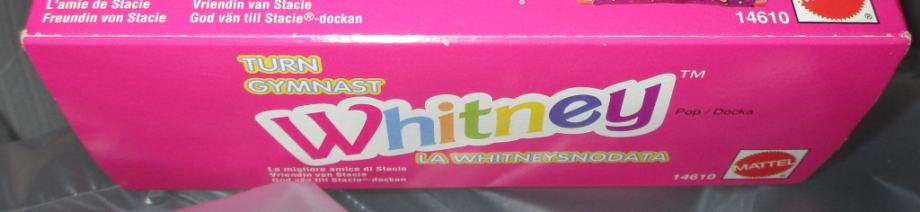 L'amie de Stacie
Freundin von Stacie
Vriendin van Stacie
God vän till Stacie®-dockan
14610
®
TURN
GYMNAST
Whitney™
Pop / Docka
LA WHITNEYSNODATA
La migliore amica di Stacie
Vriendin van Stacie
God vän till Stacie™-dockan
14610
MATTEL